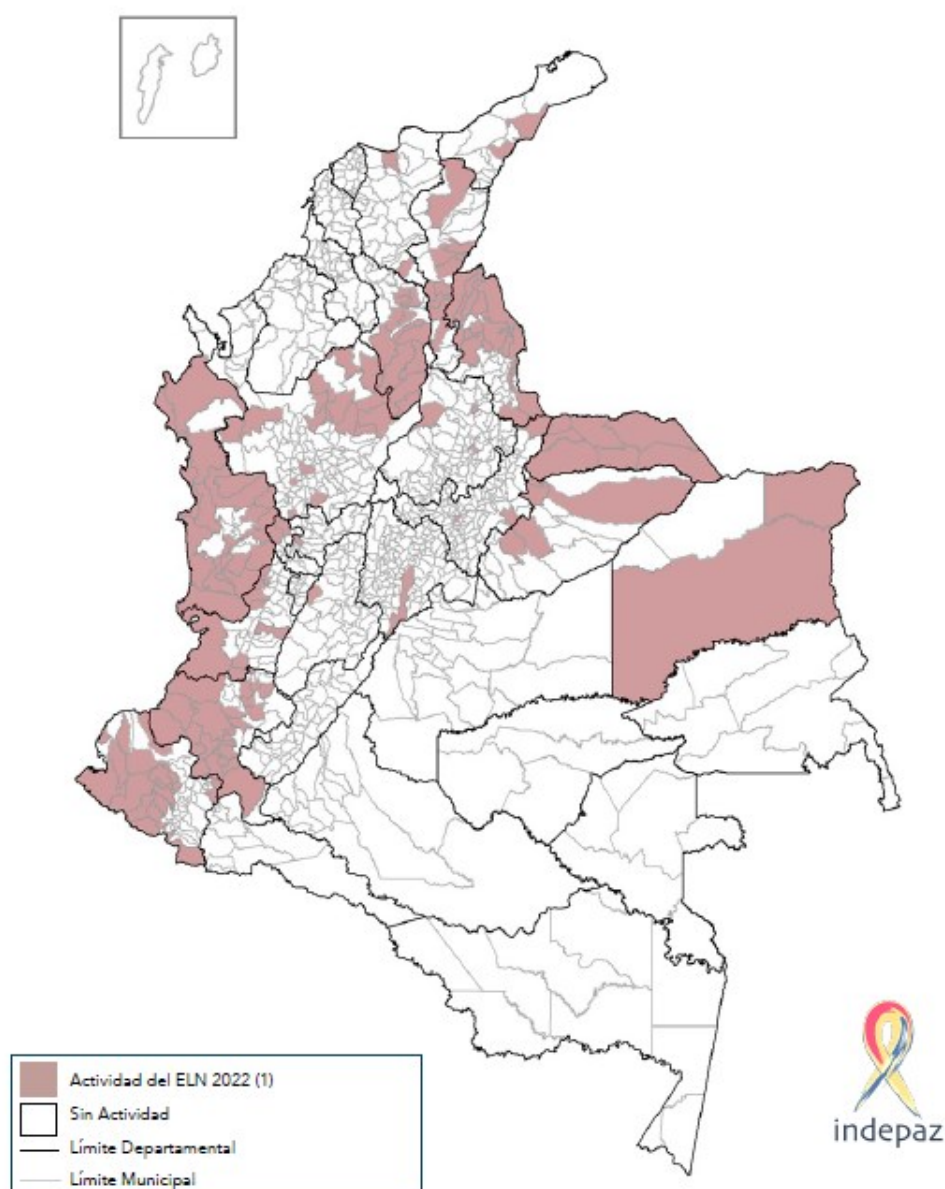 Actividad del ELN 2022 (1)
Sin Actividad
Límite Departamental
Límite Municipal
indepaz